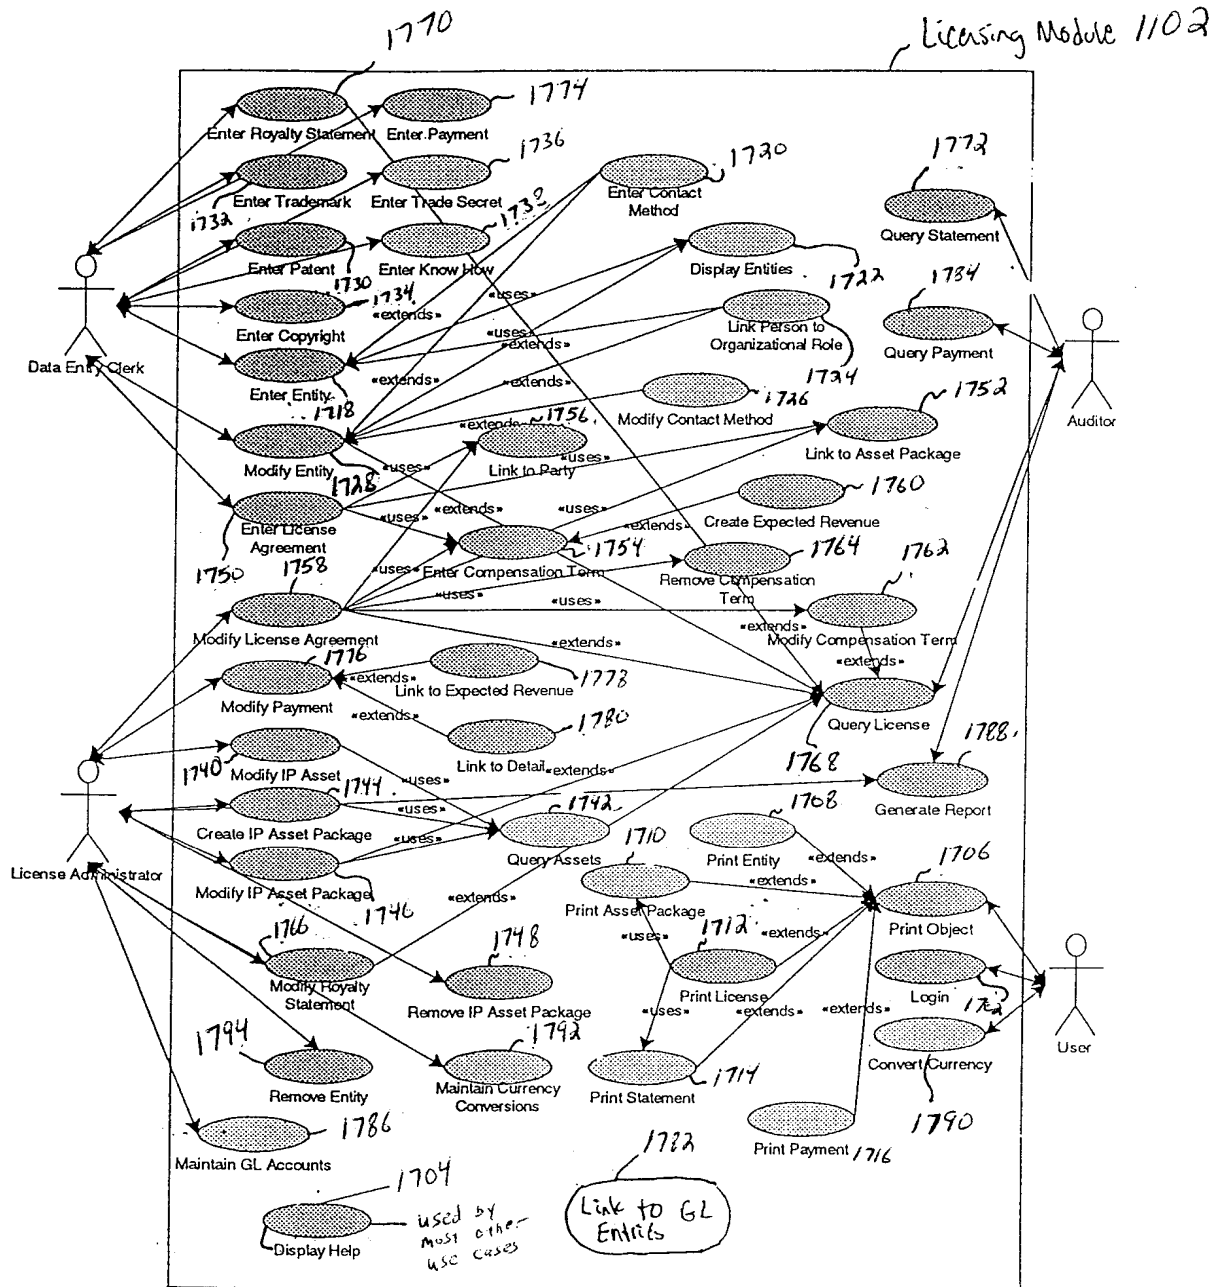 1770
Licensing Module 1102
1774
Enter Royalty Statement
Enter Payment
1736
1720
1772
Enter Trademark
Enter Trade Secret
Enter Contact Method
1732
1738
Query Statement
Enter Patent
Enter Know How
Display Entities
1730
1722
1734
1784
«uses»
Enter Copyright
«extends»
Link Person to Organizational Role
Query Payment
«uses»
«extends»
Data Entry Clerk
Enter Entity
«extends»
1724
Auditor
1718
«extends»
1726
1752
Modify Contact Method
1756
«extends»
Modify Entity
Link to Party
«uses»
Link to Asset Package
1728
«uses»
1760
Enter License Agreement
«uses»
«extends»
«uses»
Create Expected Revenue
«extends»
1750
1758
1754
1764
1762
Enter Compensation Term
«uses»
Remove Compensation Term
«uses»
«uses»
Modify License Agreement
«extends»
«extends»
Modify Compensation Term
1776
«extends»
«extends»
Link to Expected Revenue
1778
Modify Payment
«extends»
1780
Query License
1740
Modify IP Asset
Link to Detail
«extends»
1768
1788
«uses»
1744
«uses»
1742
1708
Generate Report
Create IP Asset Package
«uses»
1710
Query Assets
Print Entity
«extends»
1706
License Administrator
Modify IP Asset Package
«extends»
Print Asset Package
«extends»
1746
Print Object
1766
1748
«uses»
1712
«extends»
Modify Royalty Statement
Remove IP Asset Package
Print License
Login
1702
«uses»
«extends»
«extends»
1794
1792
User
Remove Entity
Maintain Currency Conversions
Print Statement
1714
Convert Currency
1786
1790
Maintain GL Accounts
1782
Print Payment
1716
1704
Link to GL Entries
Display Help
used by most other use cases